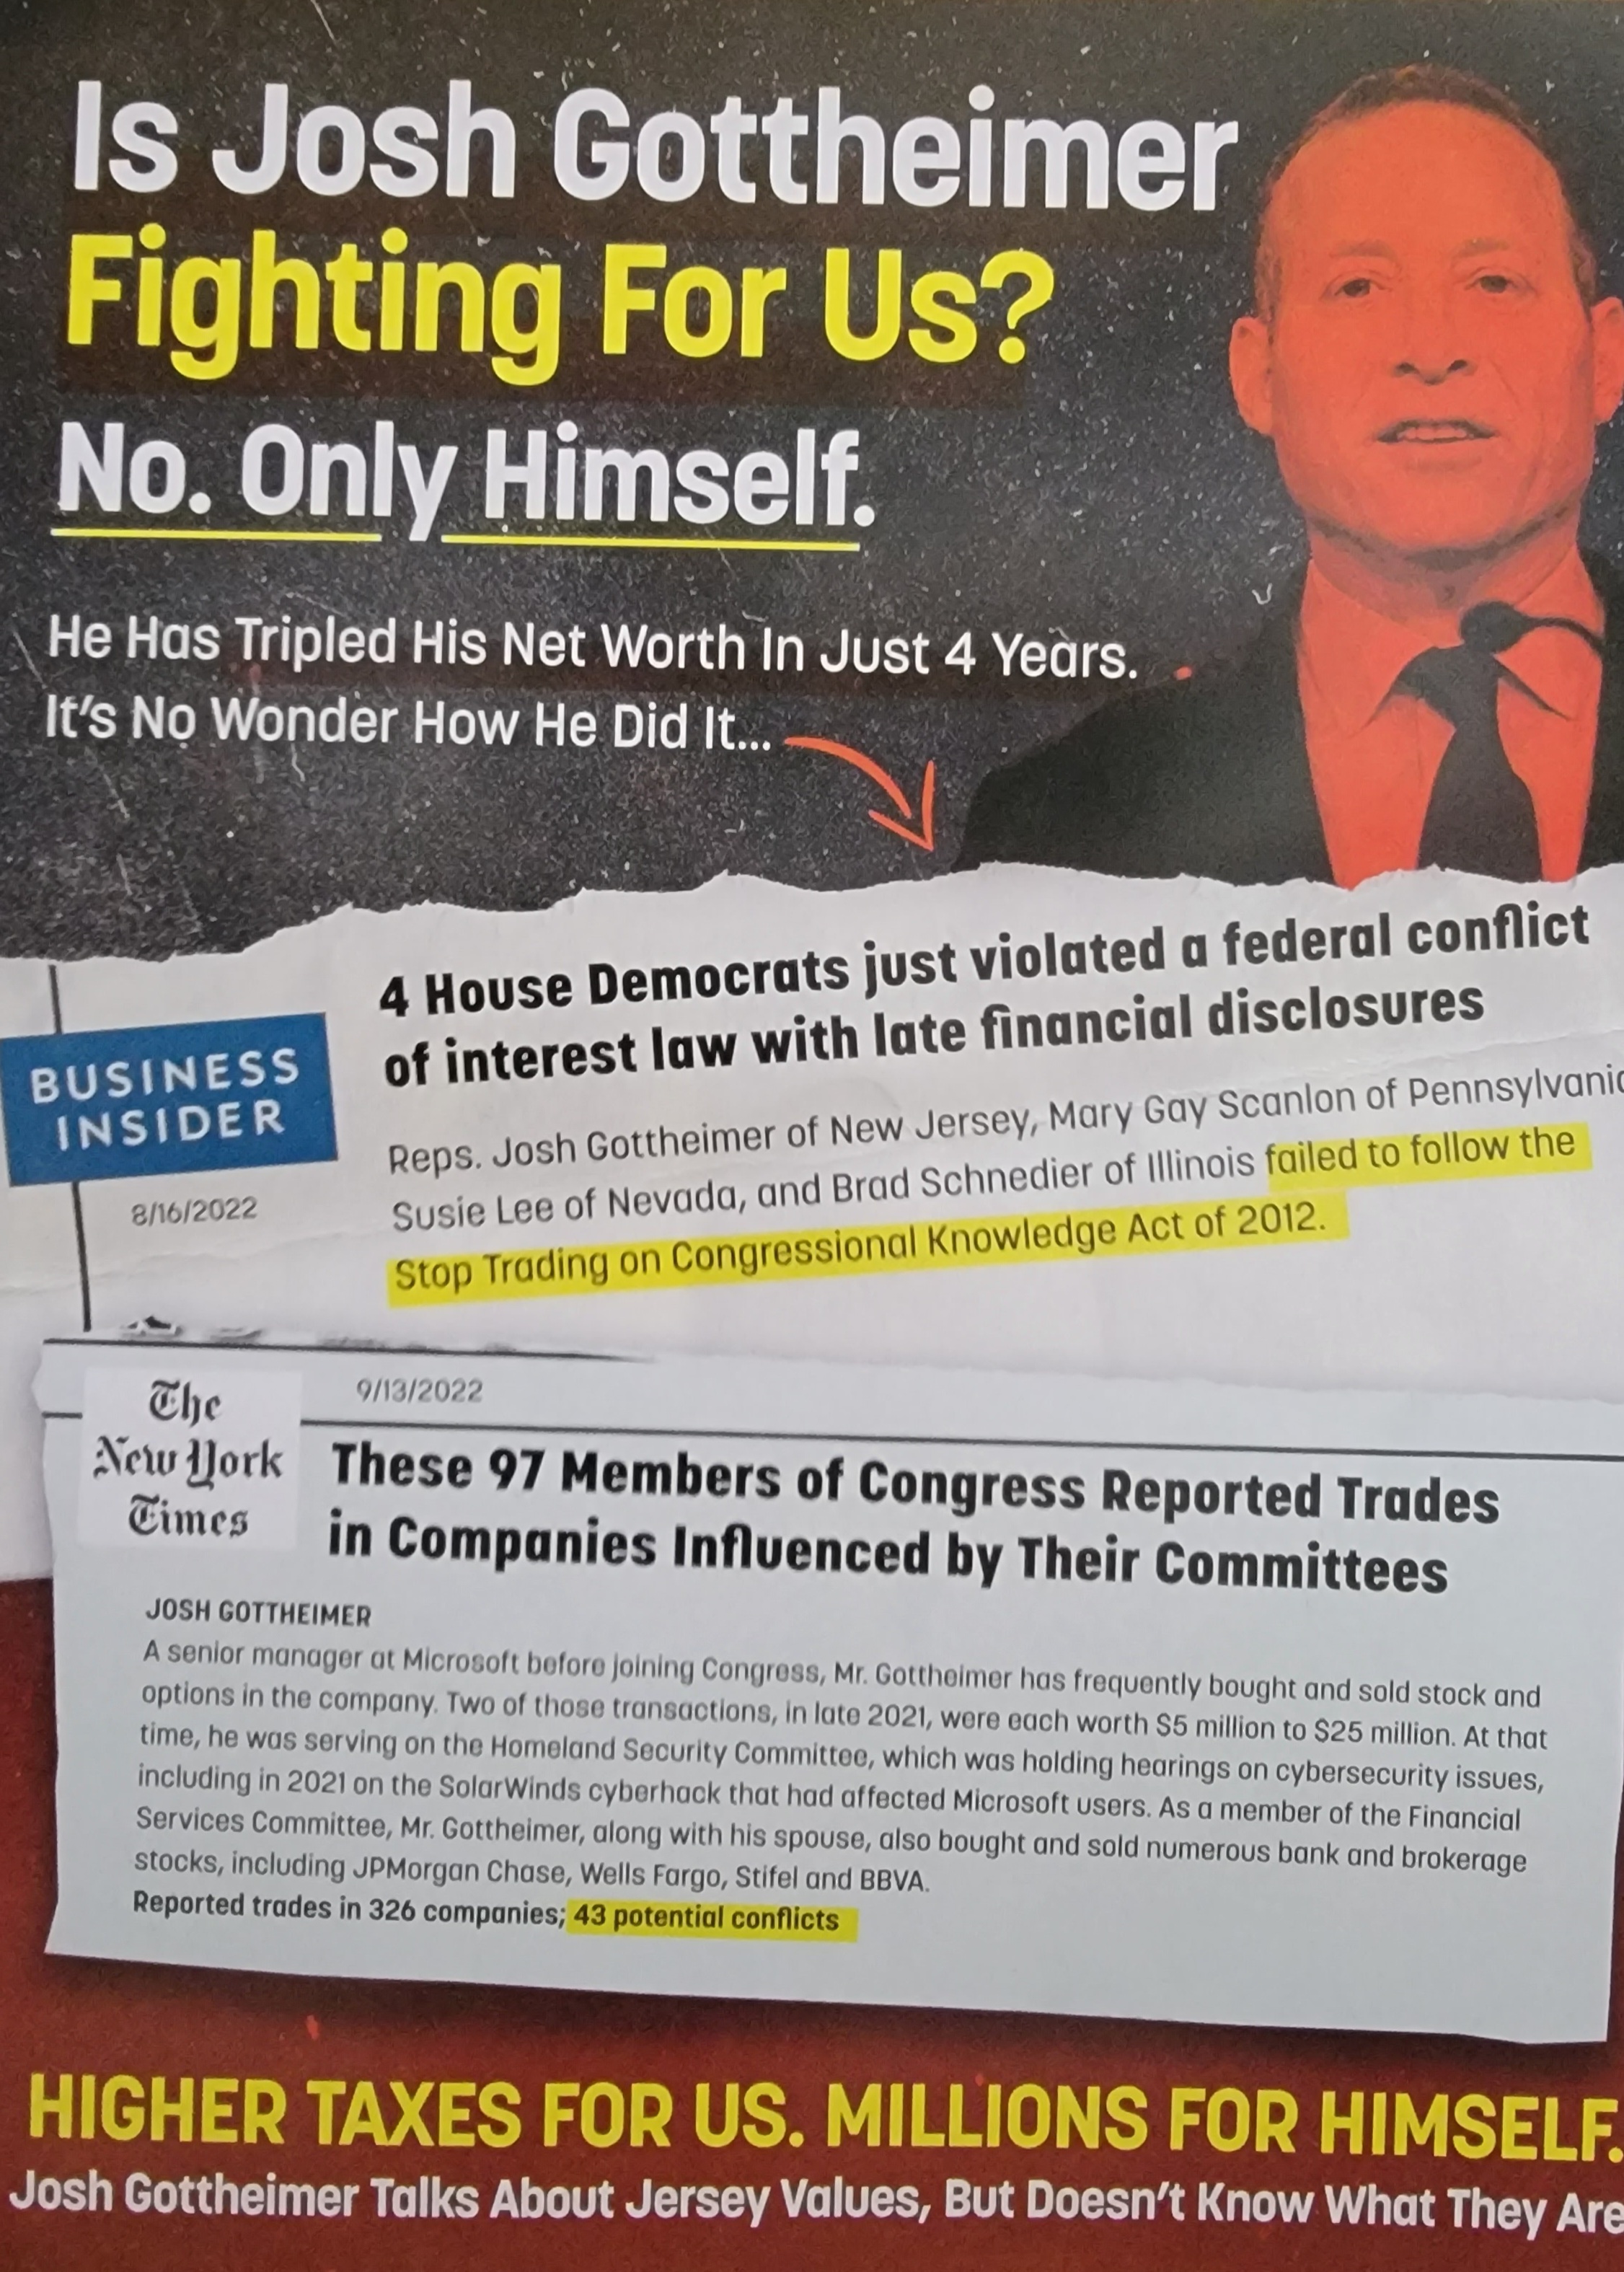 Is Josh Gottheimer
Fighting For Us?
No. Only Himself.
He Has Tripled His Net Worth In Just 4 Years.
It's No Wonder How He Did It...
4 House Democrats just violated a federal conflict
of interest law with late financial disclosures
BUSINESS
INSIDER
8/16/2022
Reps. Josh Gottheimer of New Jersey, Mary Gay Scanlon of Pennsylvania
Susie Lee of Nevada, and Brad Schnedier of Illinois failed to follow the
Stop Trading on Congressional Knowledge Act of 2012.
The
New York
Times
9/13/2022
These 97 Members of Congress Reported Trades
in Companies Influenced by Their Committees
JOSH GOTTHEIMER
A senior manager at Microsoft before joining Congress, Mr. Gottheimer has frequently bought and sold stock and
options in the company. Two of those transactions, in late 2021, were each worth $5 million to $25 million. At that
time, he was serving on the Homeland Security Committee, which was holding hearings on cybersecurity issues,
including in 2021 on the SolarWinds cyberhack that had affected Microsoft users. As a member of the Financial
Services Committee, Mr. Gottheimer, along with his spouse, also bought and sold numerous bank and brokerage
stocks, including JPMorgan Chase, Wells Fargo, Stifel and BBVA.
Reported trades in 326 companies; 43 potential conflicts
HIGHER TAXES FOR US. MILLIONS FOR HIMSELF.
Josh Gottheimer Talks About Jersey Values, But Doesn't Know What They Are